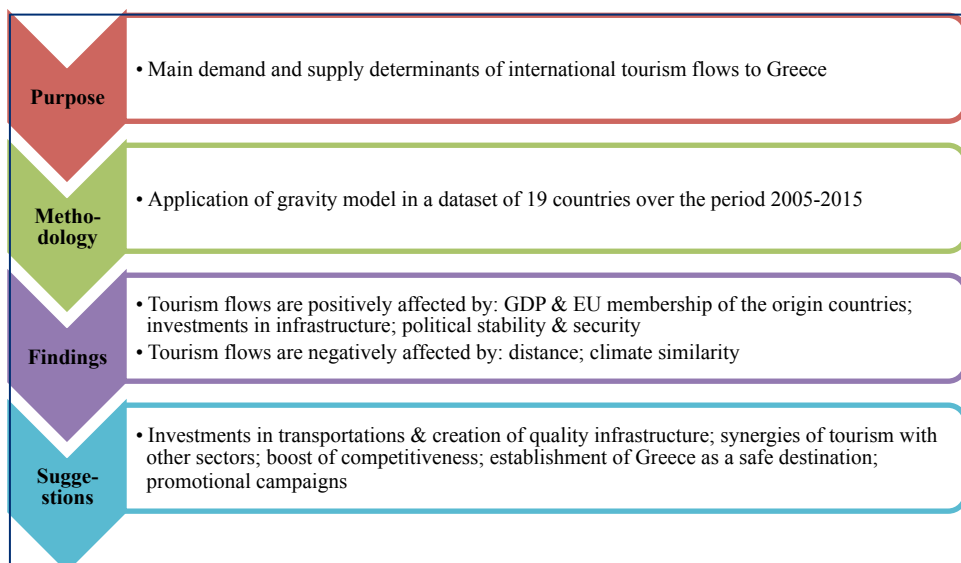 Purpose
• Main demand and supply determinants of international tourism flows to Greece
Metho-
dology
• Application of gravity model in a dataset of 19 countries over the period 2005-2015
Findings
• Tourism flows are positively affected by: GDP & EU membership of the origin countries;
investments in infrastructure; political stability & security
• Tourism flows are negatively affected by: distance; climate similarity
Sugge-
stions
• Investments in transportations & creation of quality infrastructure; synergies of tourism with
other sectors; boost of competitiveness; establishment of Greece as a safe destination;
promotional campaigns